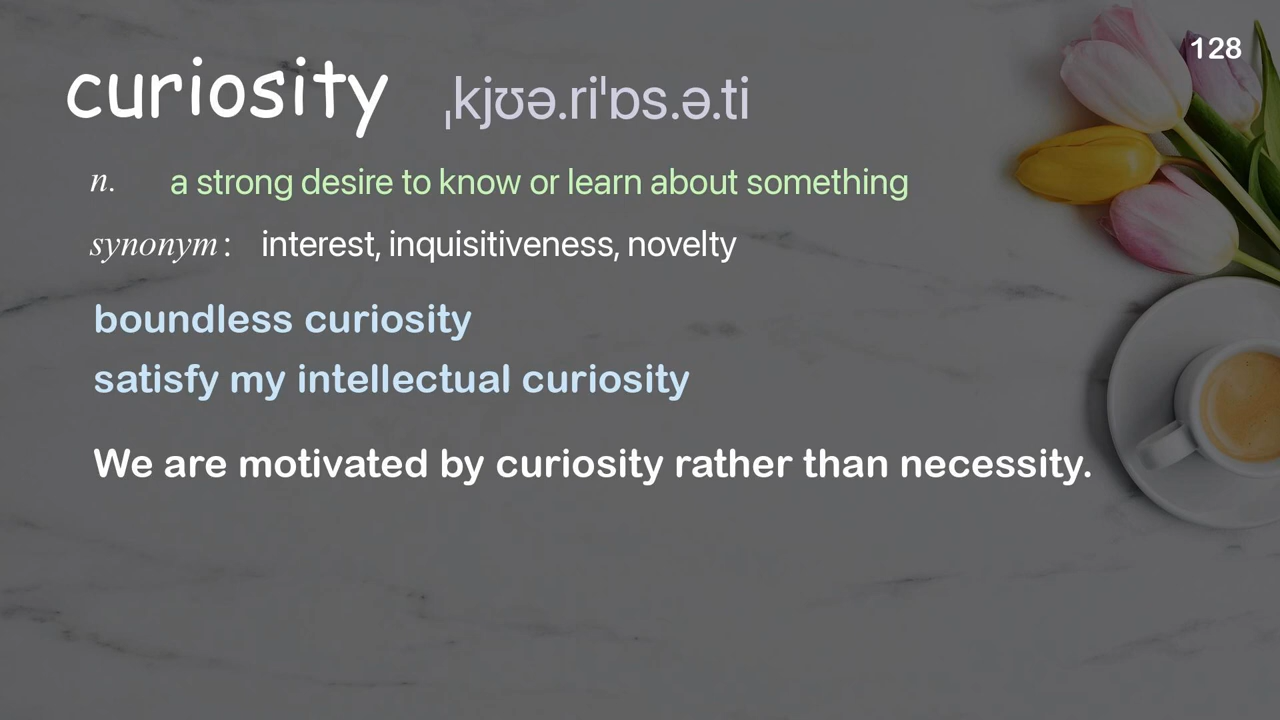 128
curiosity ˌkjʊə.riˈɒs.ə.ti
n. a strong desire to know or learn about something
synonym: interest, inquisitiveness, novelty
boundless curiosity
satisfy my intellectual curiosity
We are motivated by curiosity rather than necessity.